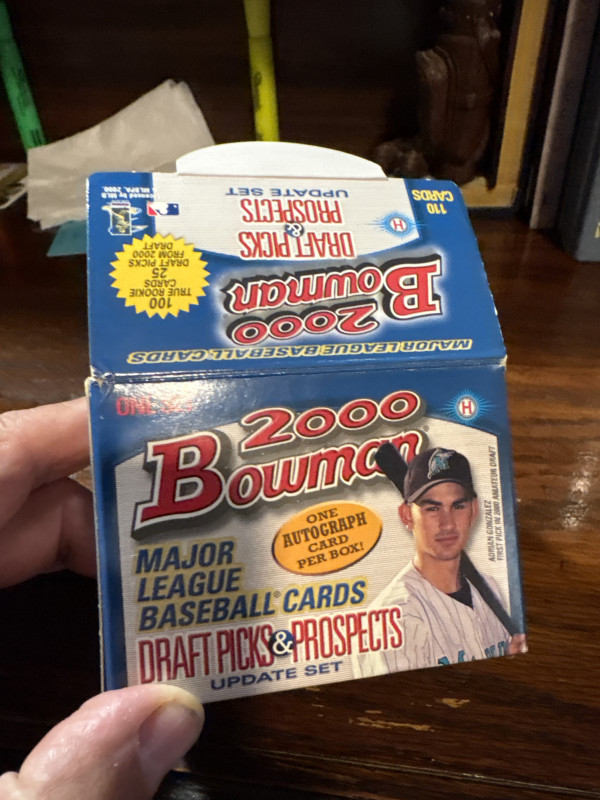 110
CARDS
UPDATE SET
DRAFT PICKS
&
PROSPECTS
2000
Bowman
MAJOR LEAGUE BASEBALL CARDS
100
TRUE ROOKIE
CARDS
25
DRAFT PICKS
FROM 2000
DRAFT
H
2000
Bowman®
H
ONE
AUTOGRAPH
CARD
PER BOX!
MAJOR
LEAGUE
BASEBALL® CARDS
DRAFT PICKS & PROSPECTS
UPDATE SET
ADRIAN GONZALEZ
FIRST PICK IN 2000 AMATEUR DRAFT